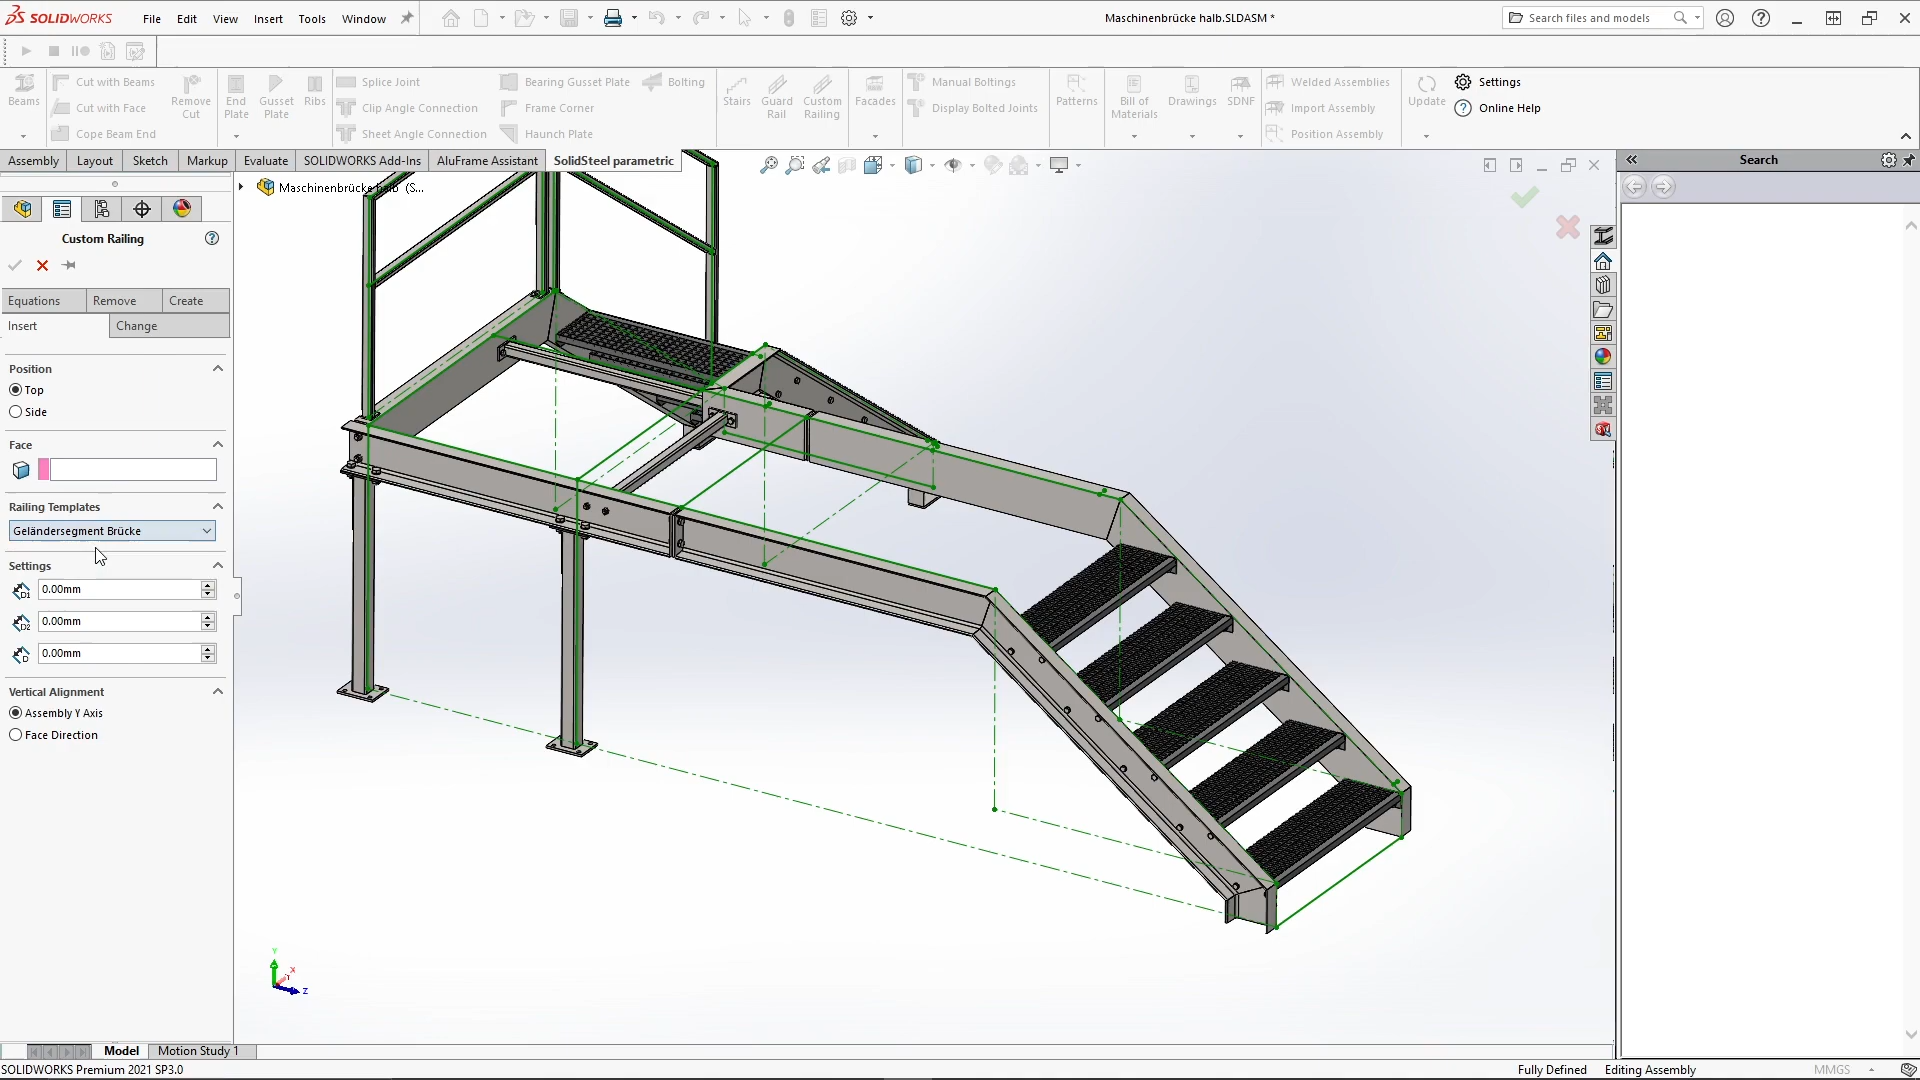 SOLIDWORKS
File Edit View Insert Tools Window
Maschinenbrücke halb.SLDASM *
Search files and models
Beams
Cut with Beams
Cut with Face
Cope Beam End
Remove Cut
End Plate
Gusset Plate
Ribs
Splice Joint
Clip Angle Connection
Sheet Angle Connection
Bearing Gusset Plate
Frame Corner
Haunch Plate
Bolting
Stairs
Guard Rail
Custom Railing
Facades
Manual Boltings
Display Bolted Joints
Patterns
Bill of Materials
Drawings
SDNF
Welded Assemblies
Import Assembly
Position Assembly
Update
Settings
Online Help
Assembly Layout Sketch Markup Evaluate SOLIDWORKS Add-Ins AluFrame Assistant SolidSteel parametric
Search
Maschinenbrücke halb (S...
Custom Railing
Equations Remove Create
Insert Change
Position
Top
Side
Face
Railing Templates
Geländersegment Brücke
Settings
D1 0.00mm
D2 0.00mm
D 0.00mm
Vertical Alignment
Assembly Y Axis
Face Direction
Y
X
Z
Model Motion Study 1
SOLIDWORKS Premium 2021 SP3.0
Fully Defined Editing Assembly MMGS